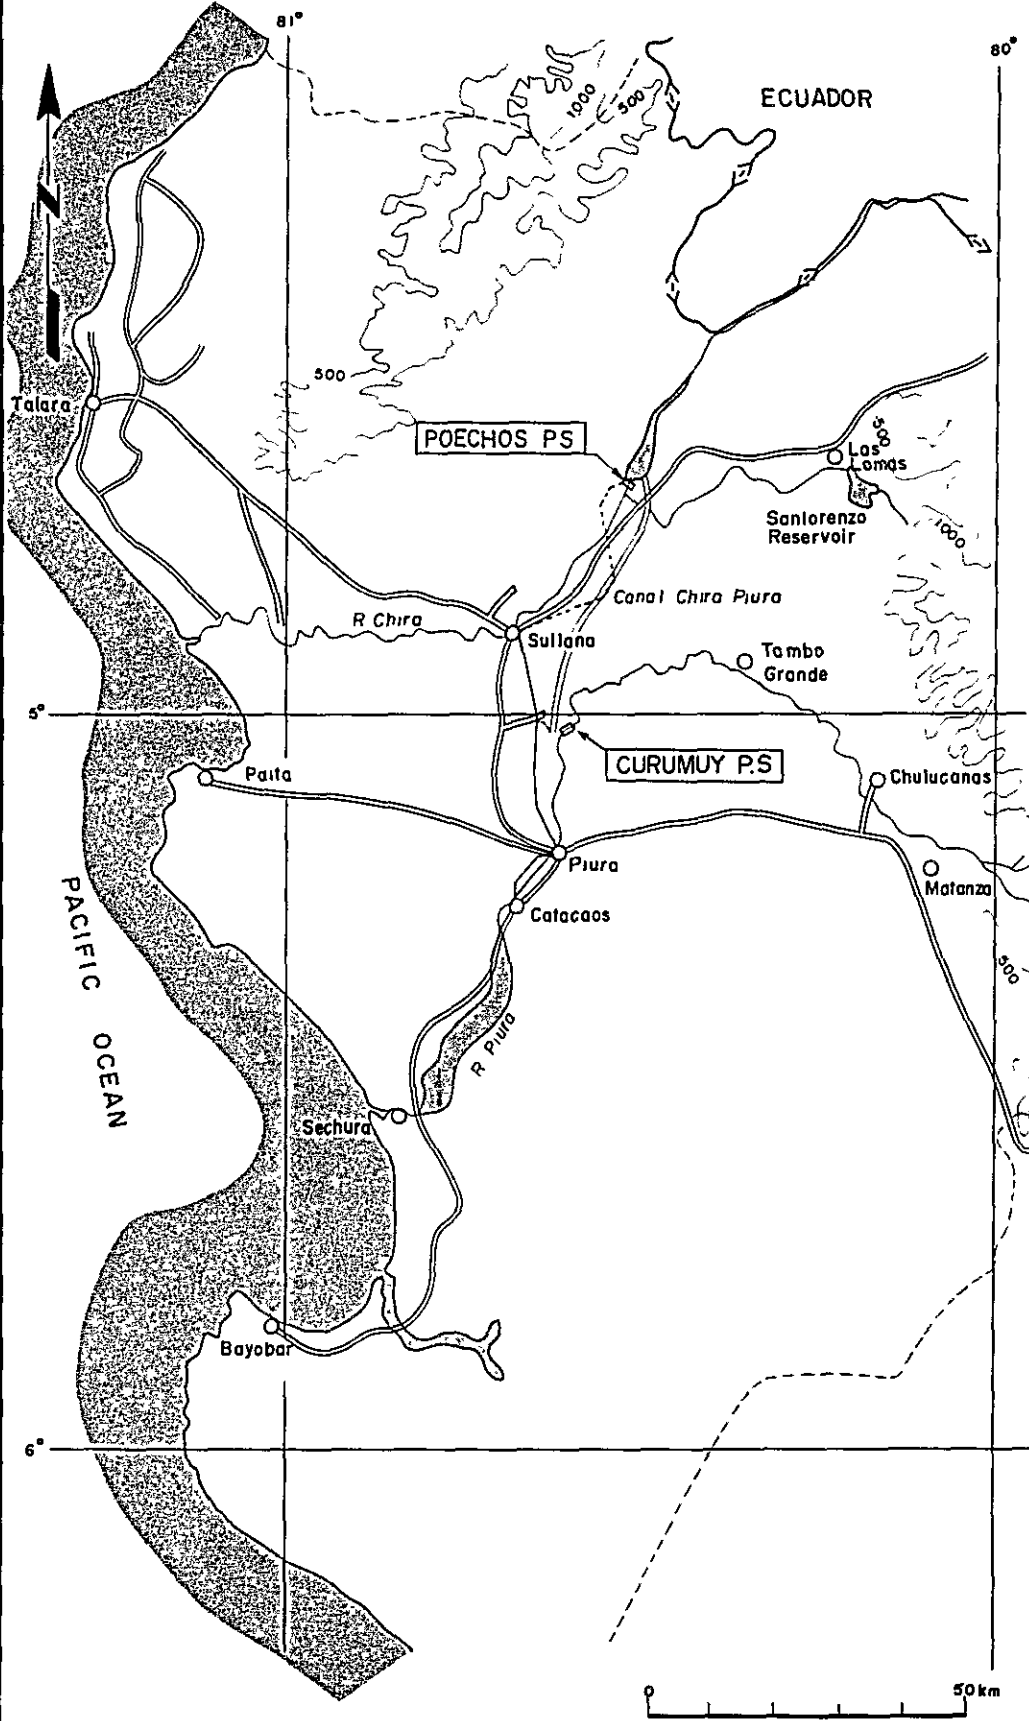 81°
80°
ECUADOR
1000
500
N
500
Talara
POECHOS PS
500
Las
Lomas
Sanlorenzo
Reservoir
1000
Canal Chira Piura
R Chira
Sullana
Tambo
Grande
5°
CURUMUY P.S
Paita
Chulucanas
Piura
Matanza
Catacaos
PACIFIC OCEAN
500
R Piura
Sechura
Bayobar
6°
0 50km